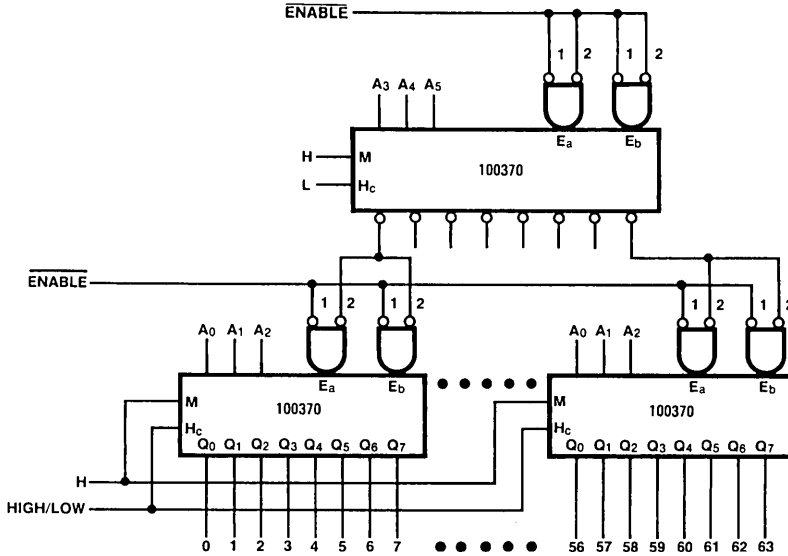 ENABLE
1 2 1 2
A3 A4 A5
Ea Eb
H M
100370
L Hc
ENABLE
1 2 1 2 1 2 1 2
A0 A1 A2 A0 A1 A2
Ea Eb Ea Eb
M 100370 M 100370
Hc Hc
Q0 Q1 Q2 Q3 Q4 Q5 Q6 Q7 Q0 Q1 Q2 Q3 Q4 Q5 Q6 Q7
H
HIGH/LOW
0 1 2 3 4 5 6 7 56 57 58 59 60 61 62 63